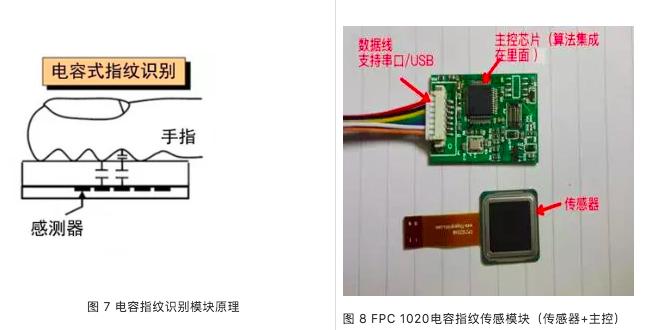 电容式指纹识别
手指
感测器
图 7 电容指纹识别模块原理
数据线
支持串口/USB
主控芯片（算法集成
在里面 ）
传感器
图 8 FPC 1020电容指纹传感模块（传感器+主控）